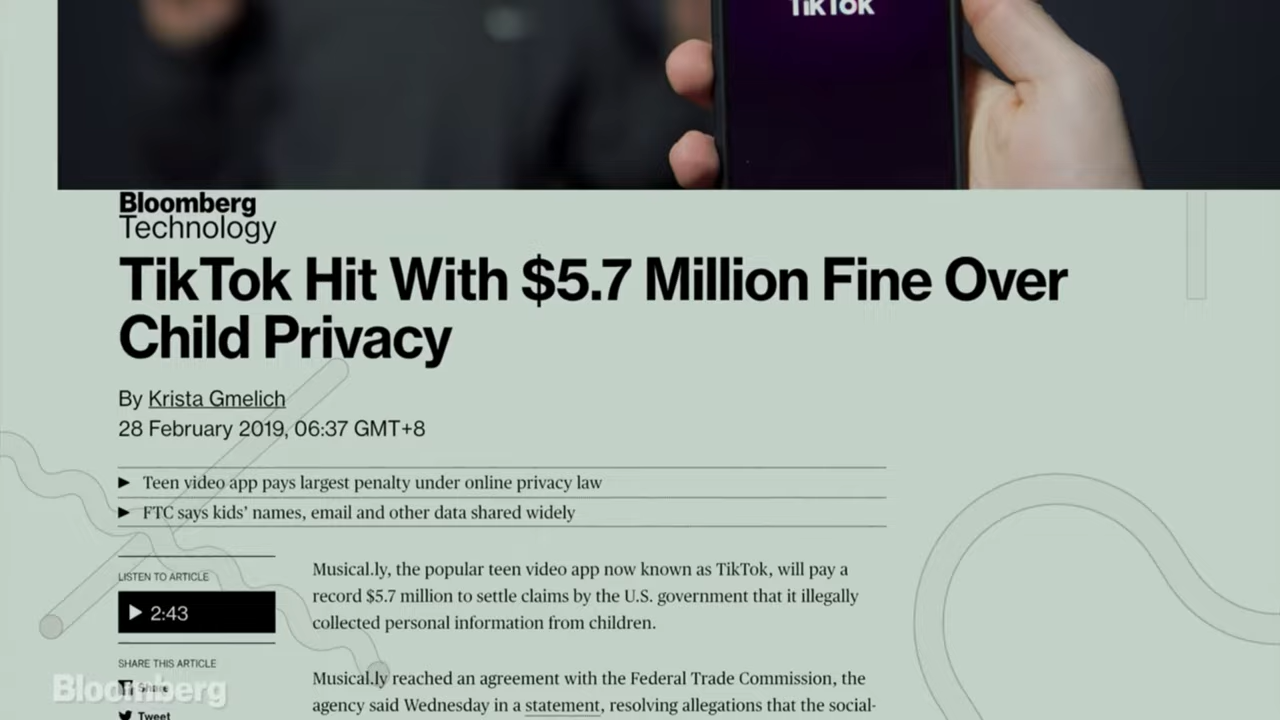 TikTok
Bloomberg
Technology
TikTok Hit With $5.7 Million Fine Over
Child Privacy
By Krista Gmelich
28 February 2019, 06:37 GMT+8
Teen video app pays largest penalty under online privacy law
FTC says kids' names, email and other data shared widely
LISTEN TO ARTICLE
2:43
SHARE THIS ARTICLE
Share
Tweet
Musical.ly, the popular teen video app now known as TikTok, will pay a
record $5.7 million to settle claims by the U.S. government that it illegally
collected personal information from children.
Musical.ly reached an agreement with the Federal Trade Commission, the
agency said Wednesday in a statement, resolving allegations that the social-
Bloomberg